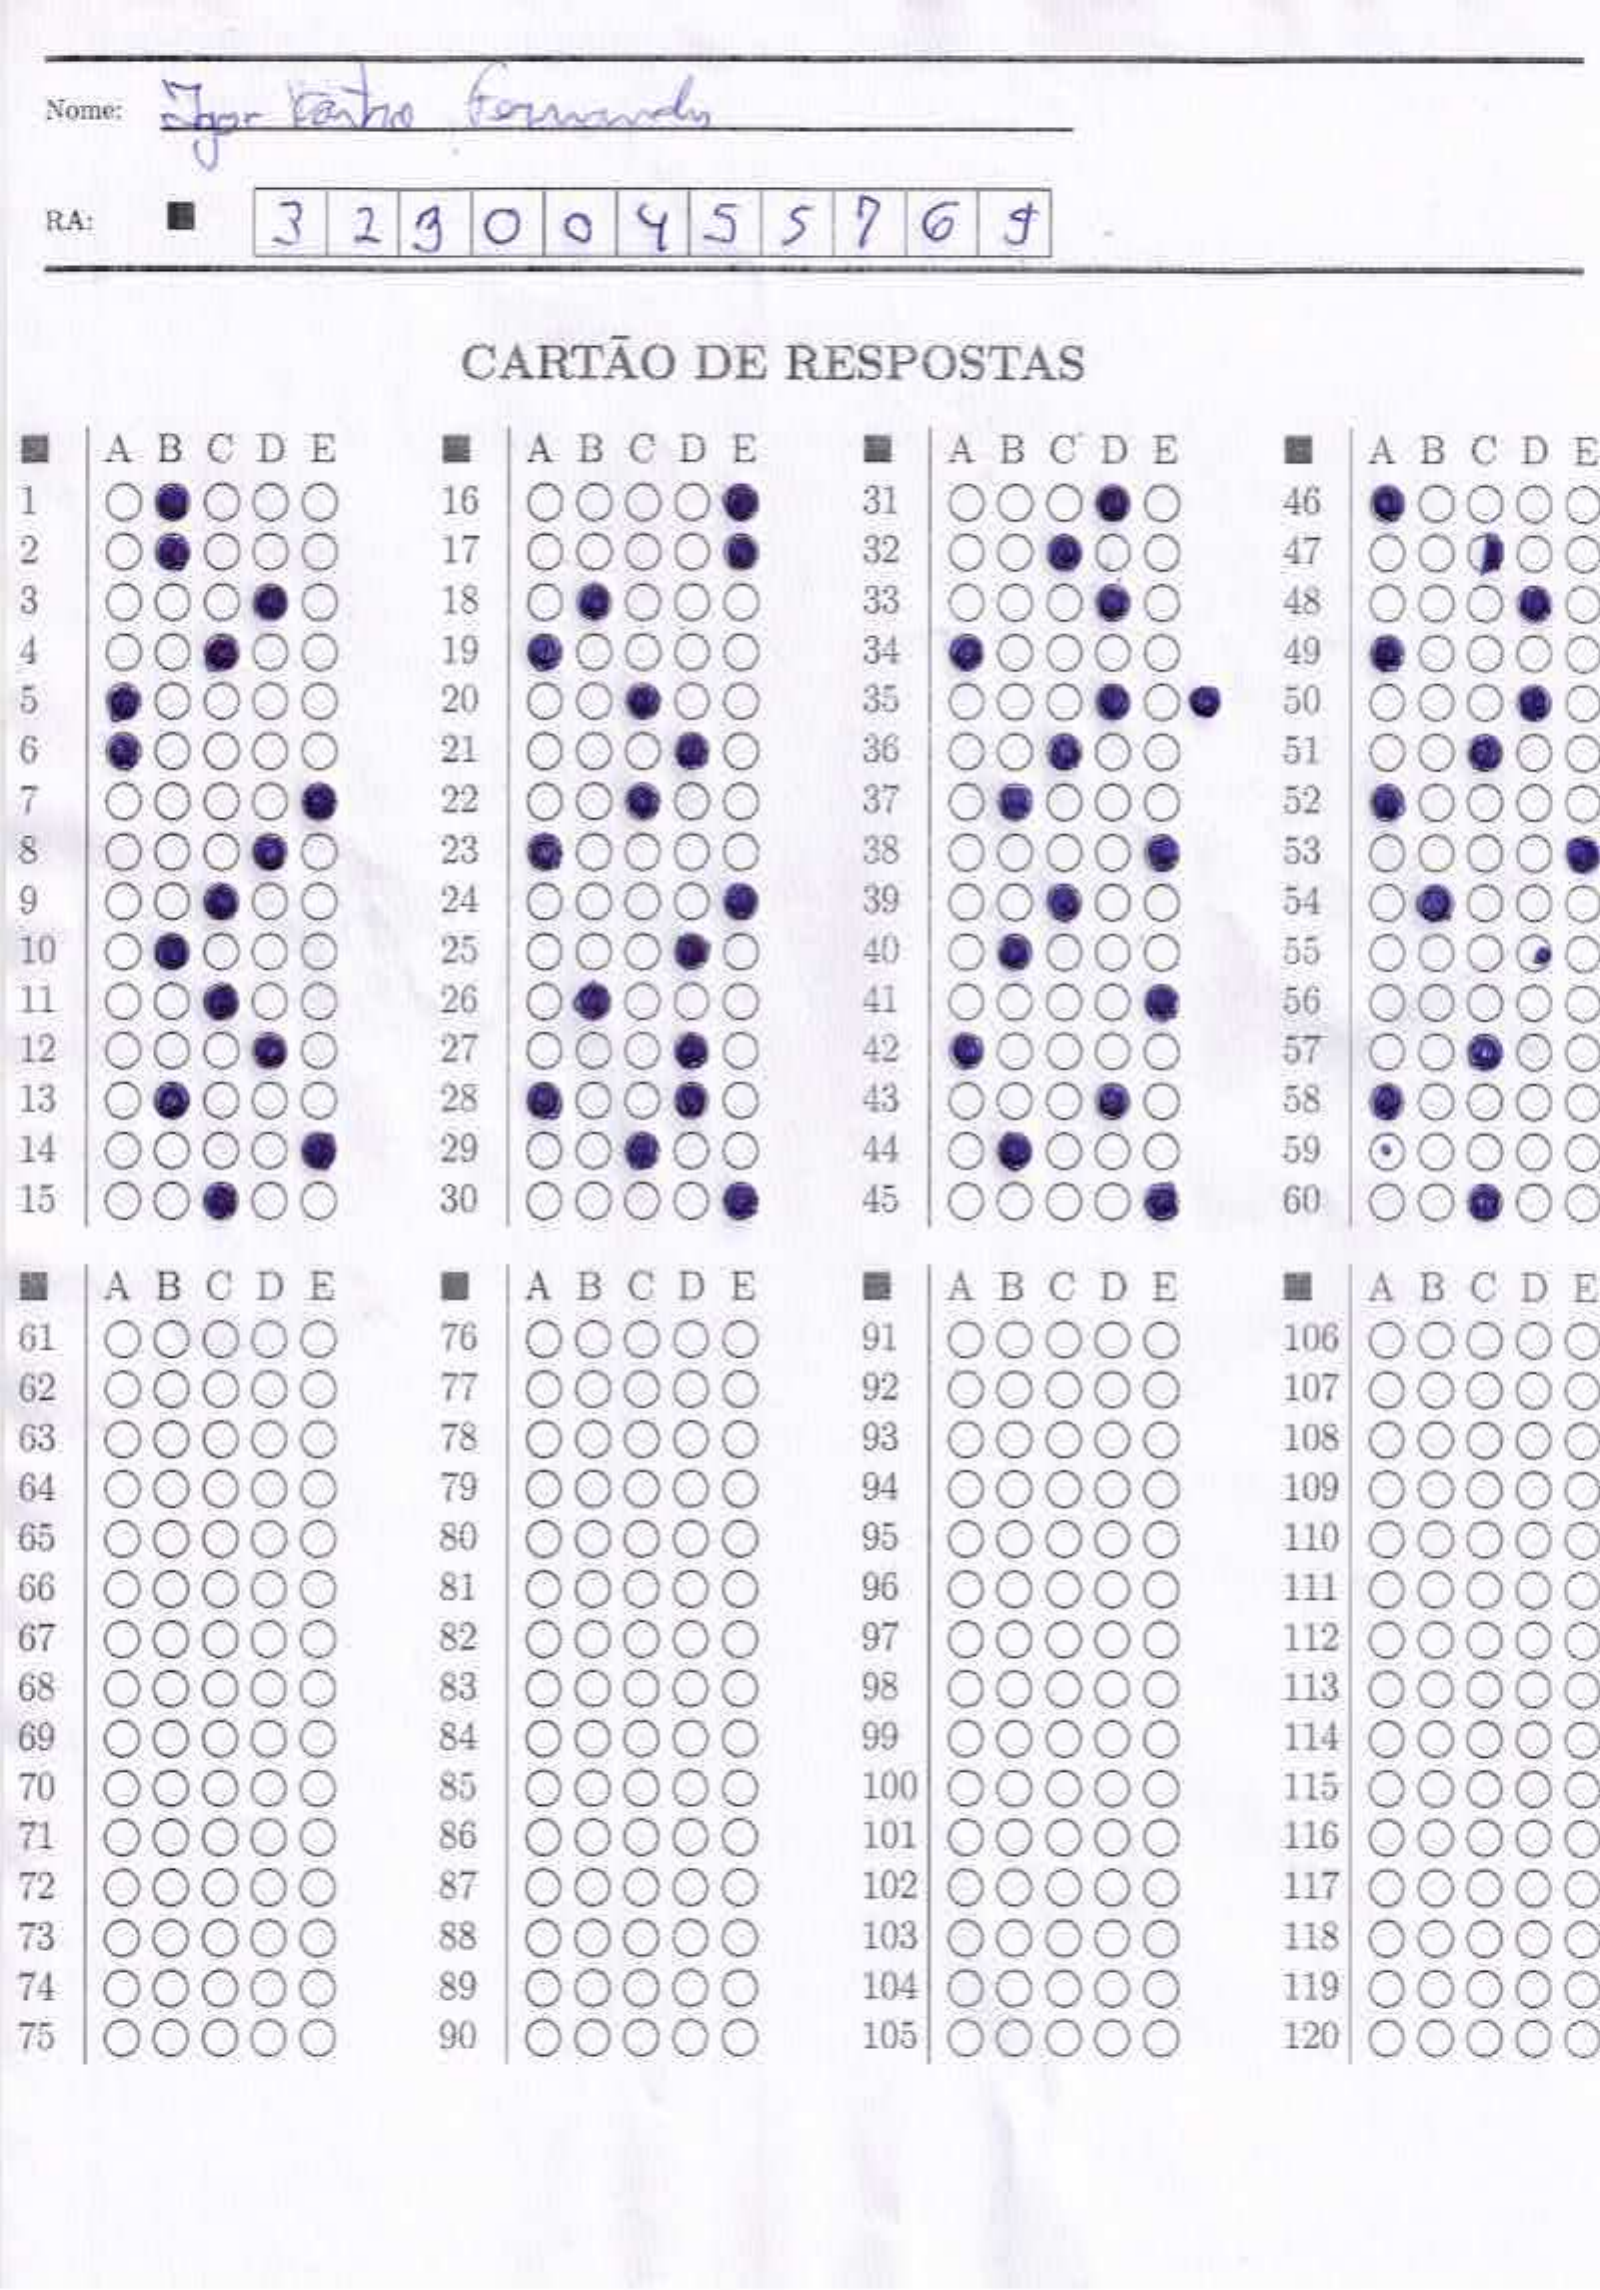 Nome: Igor Castro Fernandes
RA: 3 2 9 0 0 4 5 5 7 6 9
CARTÃO DE RESPOSTAS
A B C D E A B C D E A B C D E A B C D E
1 16 31 46
2 17 32 47
3 18 33 48
4 19 34 49
5 20 35 50
6 21 36 51
7 22 37 52
8 23 38 53
9 24 39 54
10 25 40 55
11 26 41 56
12 27 42 57
13 28 43 58
14 29 44 59
15 30 45 60
A B C D E A B C D E A B C D E A B C D E
61 76 91 106
62 77 92 107
63 78 93 108
64 79 94 109
65 80 95 110
66 81 96 111
67 82 97 112
68 83 98 113
69 84 99 114
70 85 100 115
71 86 101 116
72 87 102 117
73 88 103 118
74 89 104 119
75 90 105 120